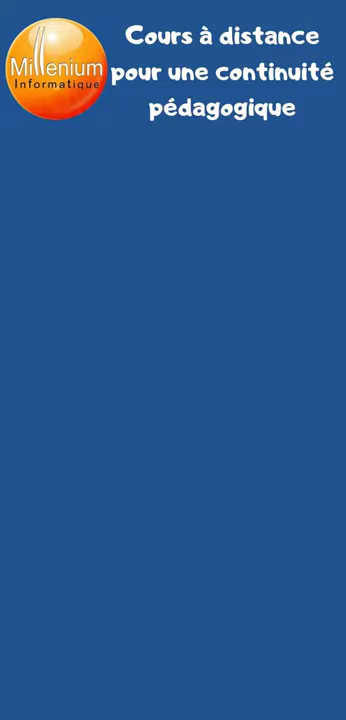 Millenium
Informatique
Cours à distance
pour une continuité
pédagogique